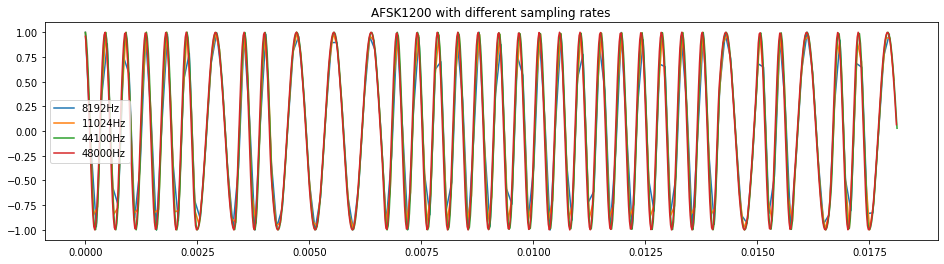 AFSK1200 with different sampling rates
1.00
0.75
0.50
0.25
0.00
-0.25
−0.50
−0.75
−1.00
8192Hz
11024Hz
44100Hz
48000Hz
0.0000 0.0025 0.0050 0.0075 0.0100 0.0125 0.0150 0.0175